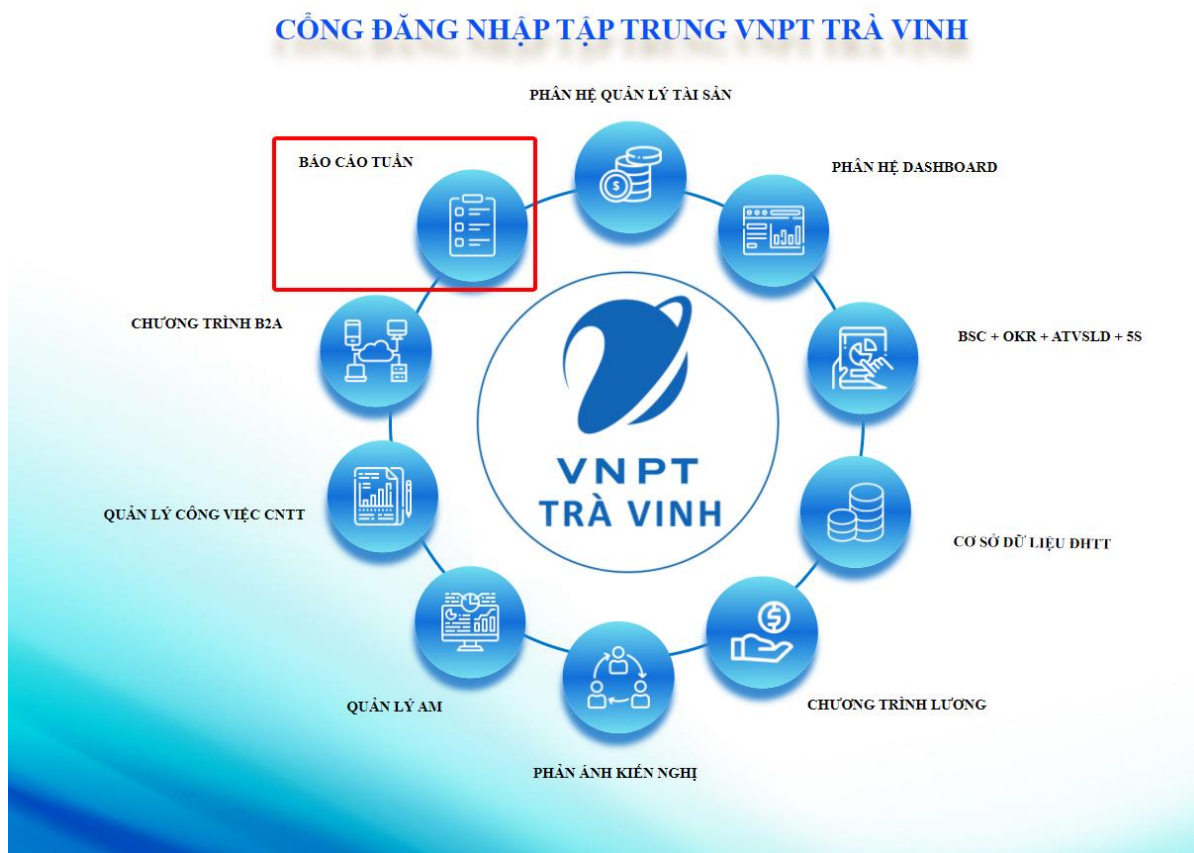 CỔNG ĐĂNG NHẬP TẬP TRUNG VNPT TRÀ VINH
PHÂN HỆ QUẢN LÝ TÀI SẢN
BÁO CÁO TUẦN
PHÂN HỆ DASHBOARD
CHƯƠNG TRÌNH B2A
BSC + OKR + ATVSLD + 5S
VNPT
TRÀ VINH
QUẢN LÝ CÔNG VIỆC CNTT
CƠ SỞ DỮ LIỆU ĐHTT
QUẢN LÝ AM
CHƯƠNG TRÌNH LƯƠNG
PHẢN ÁNH KIẾN NGHỊ